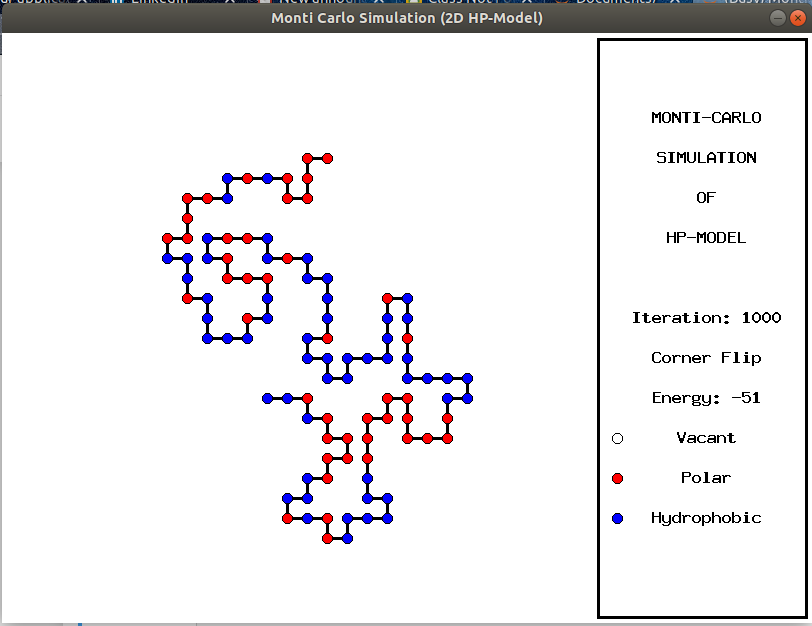 Monti Carlo Simulation (2D HP-Model)
MONTI-CARLO
SIMULATION
OF
HP-MODEL
Iteration: 1000
Corner Flip
Energy: -51
Vacant
Polar
Hydrophobic